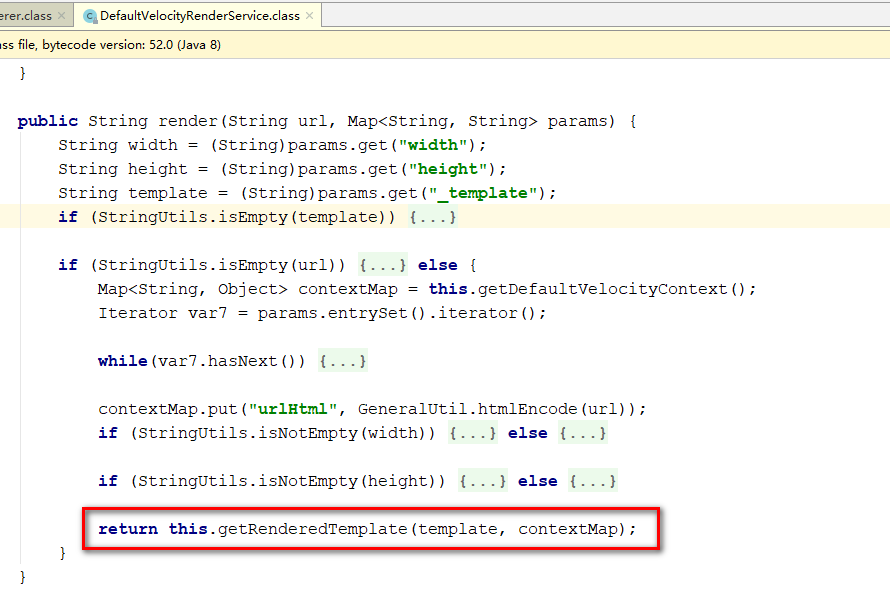 erer.class × DefaultVelocityRenderService.class ×
ss file, bytecode version: 52.0 (Java 8)
}
public String render(String url, Map<String, String> params) {
String width = (String)params.get("width");
String height = (String)params.get("height");
String template = (String)params.get("_template");
if (StringUtils.isEmpty(template)) {...}
if (StringUtils.isEmpty(url)) {...} else {
Map<String, Object> contextMap = this.getDefaultVelocityContext();
Iterator var7 = params.entrySet().iterator();
while(var7.hasNext()) {...}
contextMap.put("urlHtml", GeneralUtil.htmlEncode(url));
if (StringUtils.isNotEmpty(width)) {...} else {...}
if (StringUtils.isNotEmpty(height)) {...} else {...}
return this.getRenderedTemplate(template, contextMap);
}
}